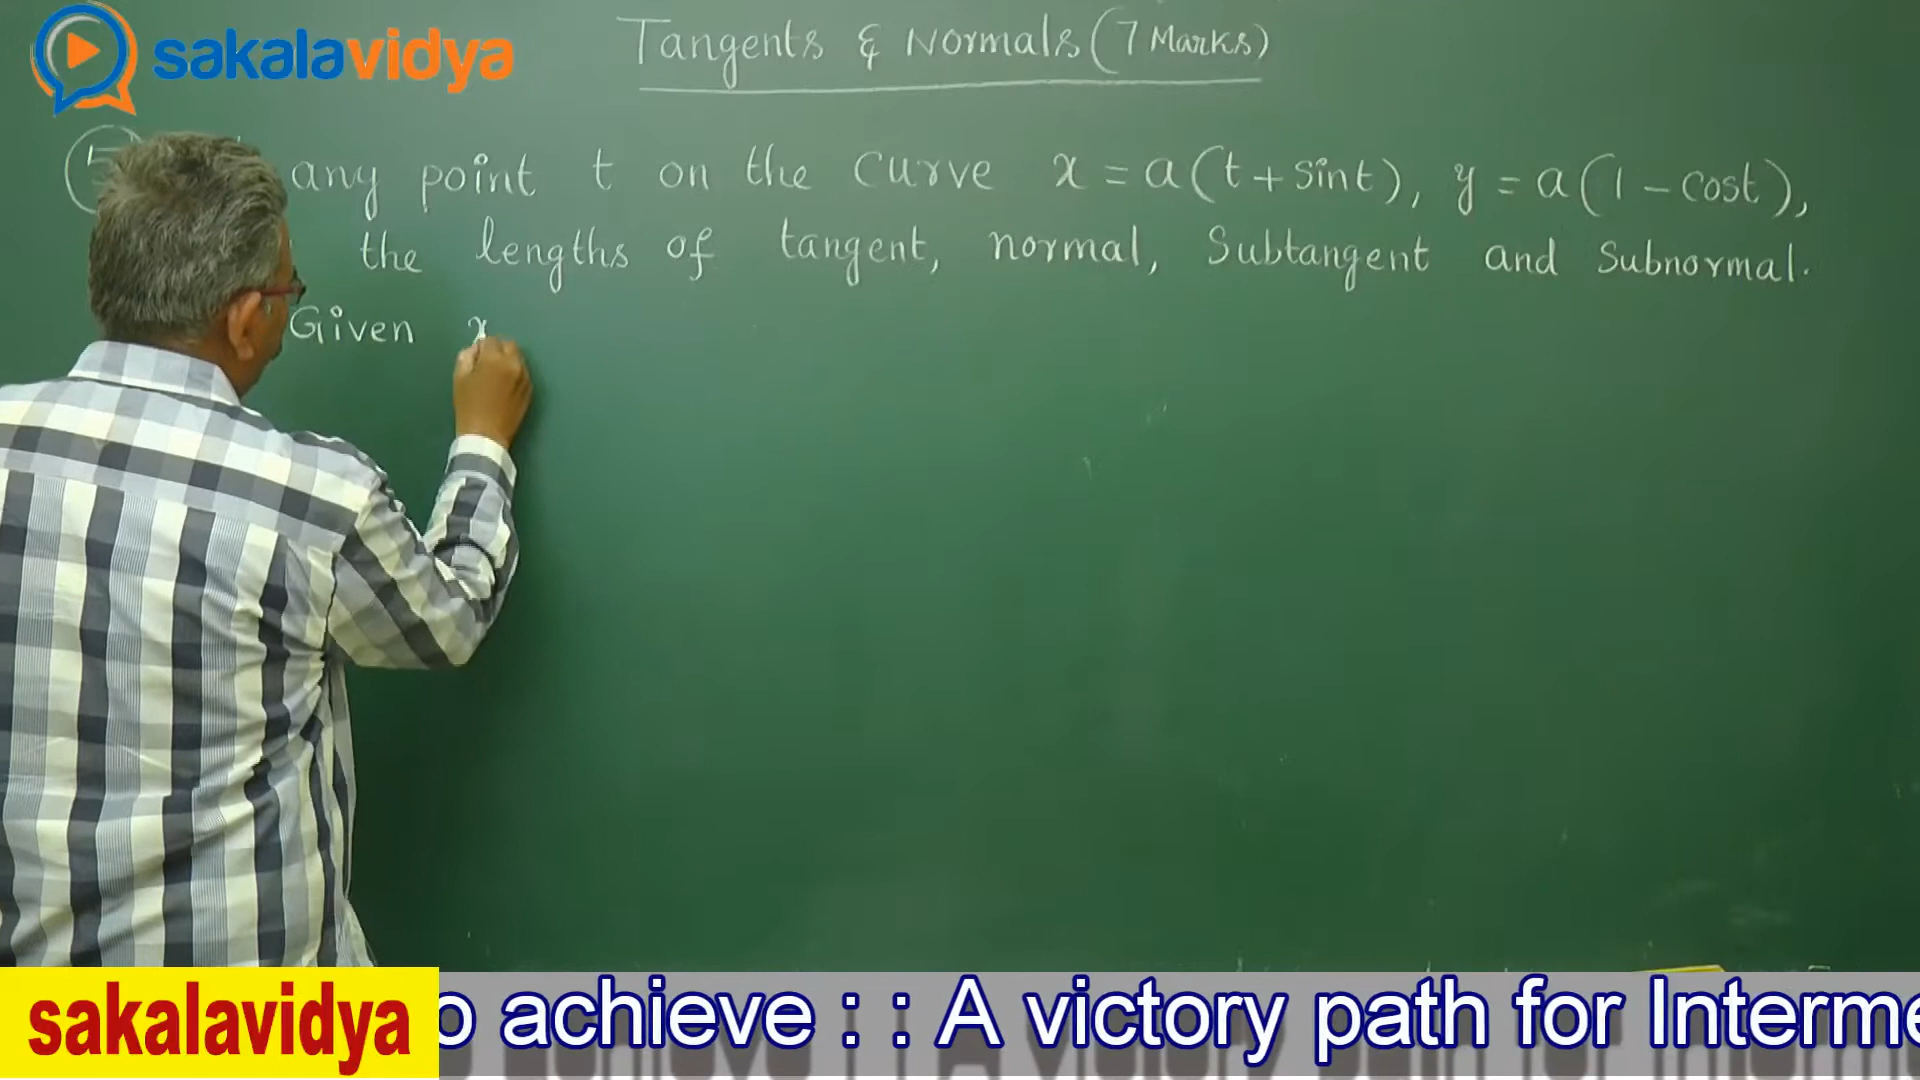 sakalavidya
Tangents & Normals (7 Marks)
any point t on the curve x = a(t + sint), y = a(1 - cost),
the lengths of tangent, normal, Subtangent and Subnormal.
Given x
sakalavidya
achieve : : A victory path for